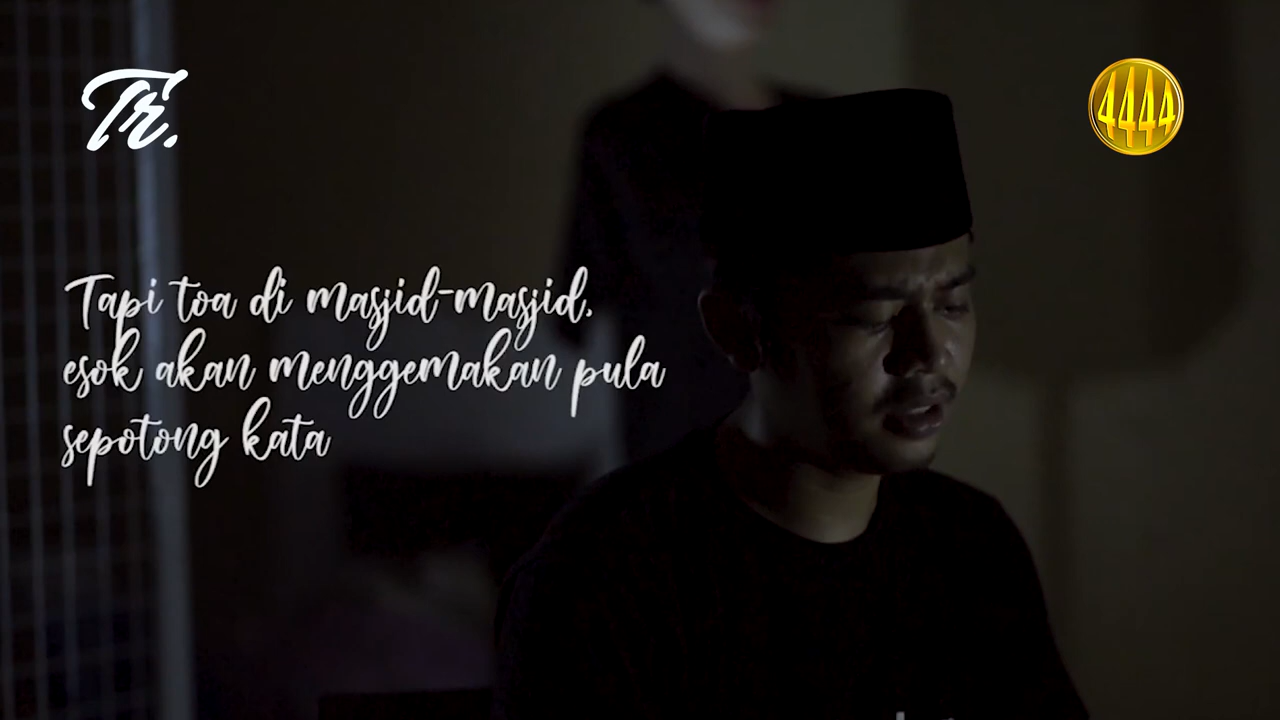 Tr.
4444
Tapi toa di masjid-masjid,
esok akan menggemakan pula
sepotong kata